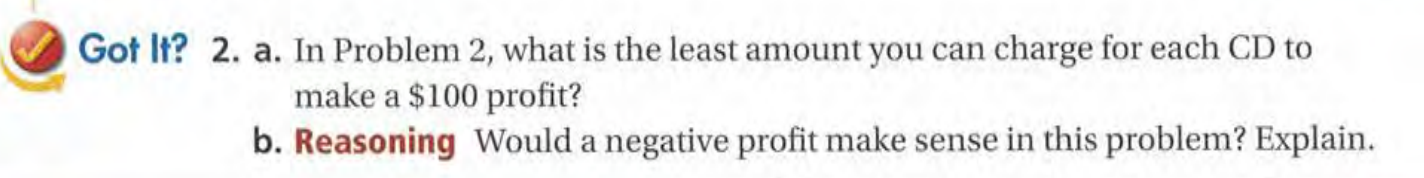 Got It? 2. a. In Problem 2, what is the least amount you can charge for each CD to
make a $100 profit?
b. Reasoning Would a negative profit make sense in this problem? Explain.